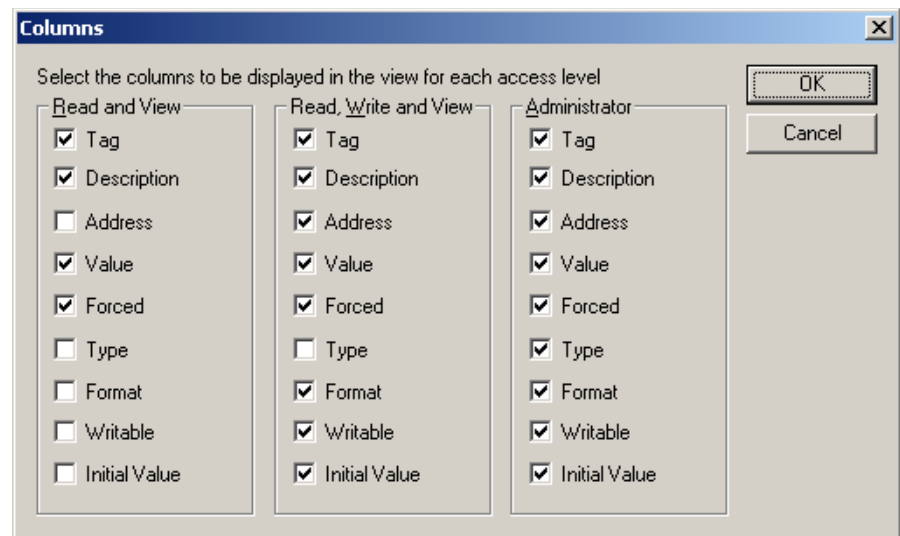 Columns
Select the columns to be displayed in the view for each access level
OK
Cancel
Read and View
Tag
Description
Address
Value
Forced
Type
Format
Writable
Initial Value
Read, Write and View
Tag
Description
Address
Value
Forced
Type
Format
Writable
Initial Value
Administrator
Tag
Description
Address
Value
Forced
Type
Format
Writable
Initial Value